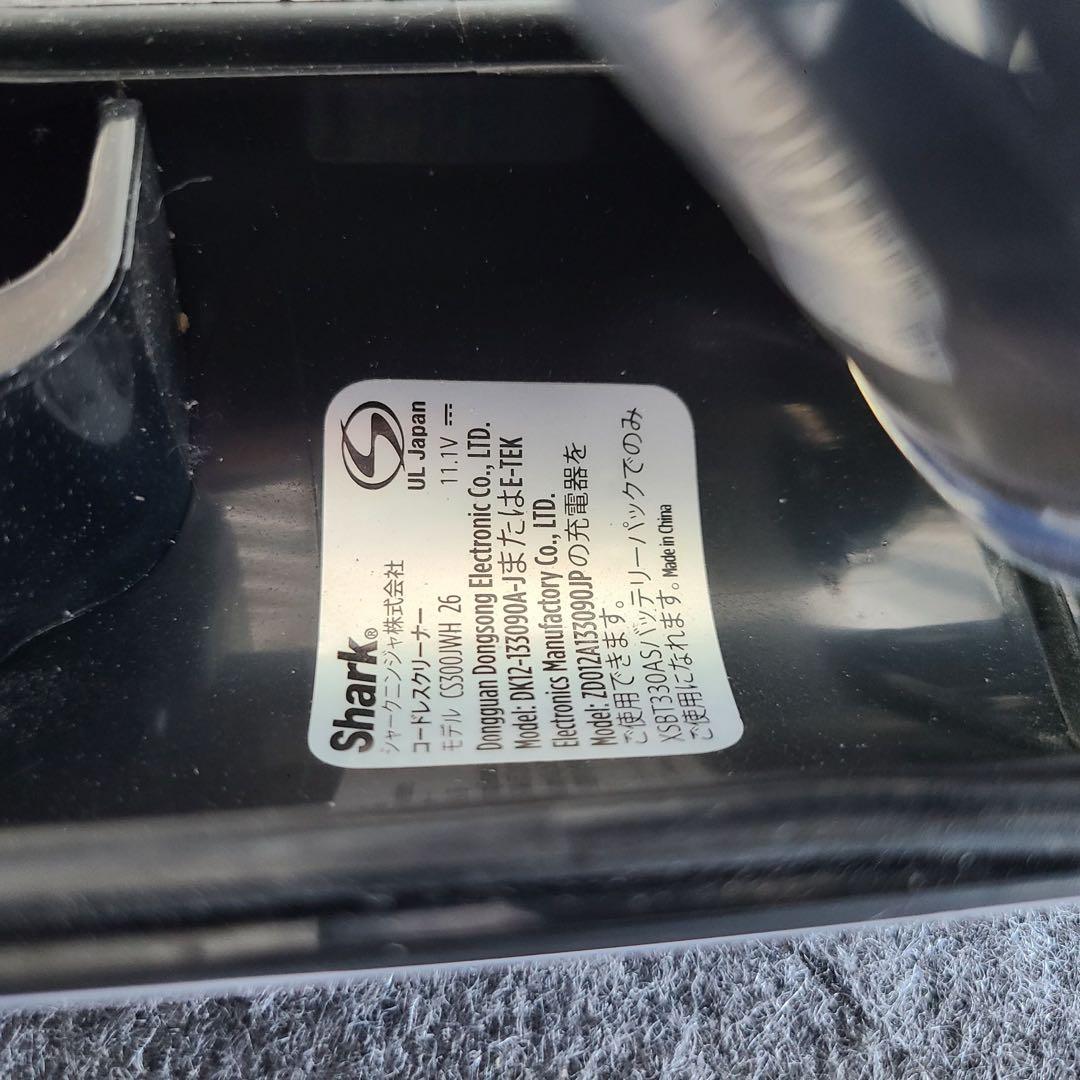 Shark®
シャークニンジャ株式会社
コードレスクリーナー
モデル CS300JWH 26
UL Japan
11.1V
Dongguan Dongsong Electronic Co., LTD.
Model: DK12-133090A-JまたはE-TEK
Electronics Manufactory Co., LTD.
Model: ZD012A133090JPの充電器を
ご使用できます。
XSBT330ASバッテリーパックでのみ
ご使用になれます。Made in China